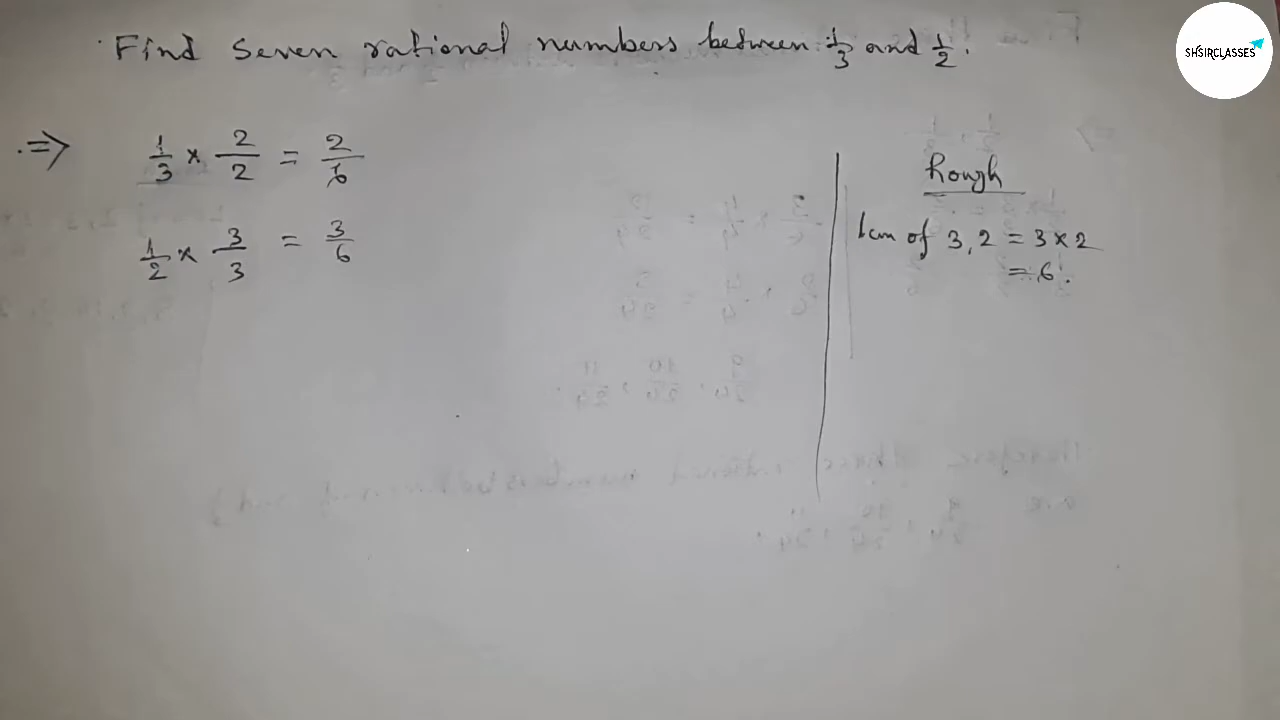 Find seven rational numbers between 1/3 and 1/2.
SHSIRCLASSES
⇒ 1/3 × 2/2 = 2/6
1/2 × 3/3 = 3/6
Rough
lcm of 3,2 = 3×2
= 6.